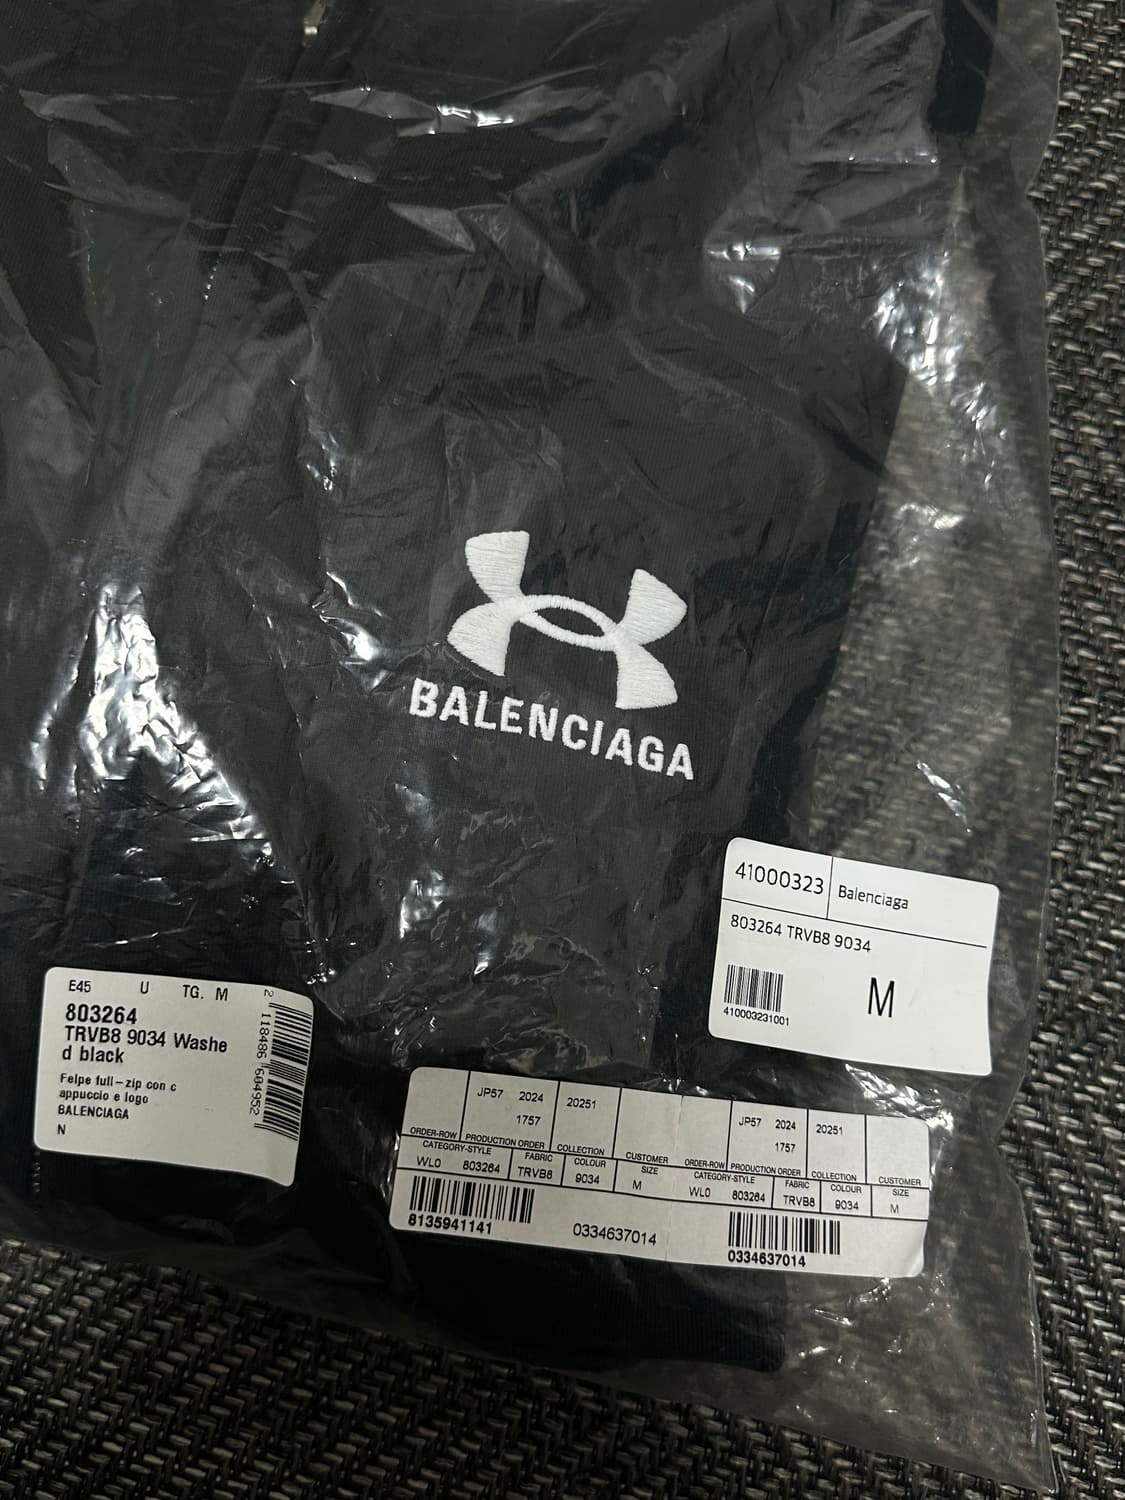 BALENCIAGA
41000323 Balenciaga
803264 TRVB8 9034
M
410003231001
E45 U TG. M
803264
TRVB8 9034 Washe
d black
Felpe full-zip con c
appuccio e logo
BALENCIAGA
N
2 118486 604952
JP57 2024 20251
1757
ORDER-ROW PRODUCTION ORDER COLLECTION CUSTOMER
CATEGORY-STYLE FABRIC COLOUR SIZE
WL0 803264 TRVB8 9034 M
8135941141 0334637014
JP57 2024 20251
1757
ORDER-ROW PRODUCTION ORDER COLLECTION CUSTOMER
CATEGORY-STYLE FABRIC COLOUR SIZE
WL0 803264 TRVB8 9034 M
0334637014